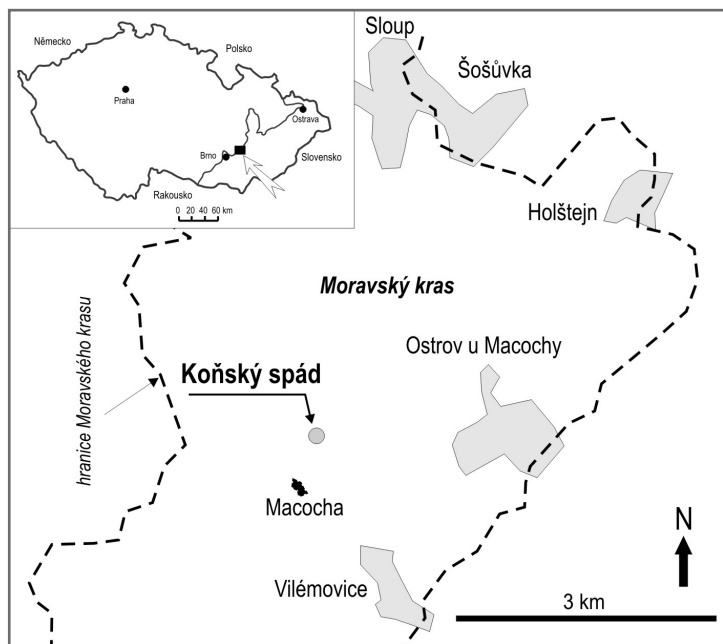 Německo
Polsko
Praha
Ostrava
Brno
Slovensko
Rakousko
0 20 40 60 km
Sloup
Šošůvka
Holštejn
Moravský kras
hranice Moravského krasu
Ostrov u Macochy
Koňský spád
Macocha
Vilémovice
N
3 km